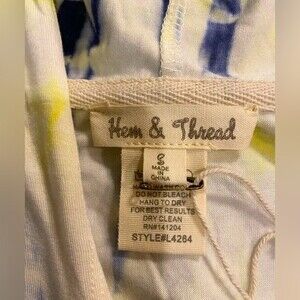 Hem & Thread
S
MADE IN
CHINA
DO NOT BLEACH
HANG TO DRY
FOR BEST RESULTS
DRY CLEAN
RN#141204
STYLE#L4264